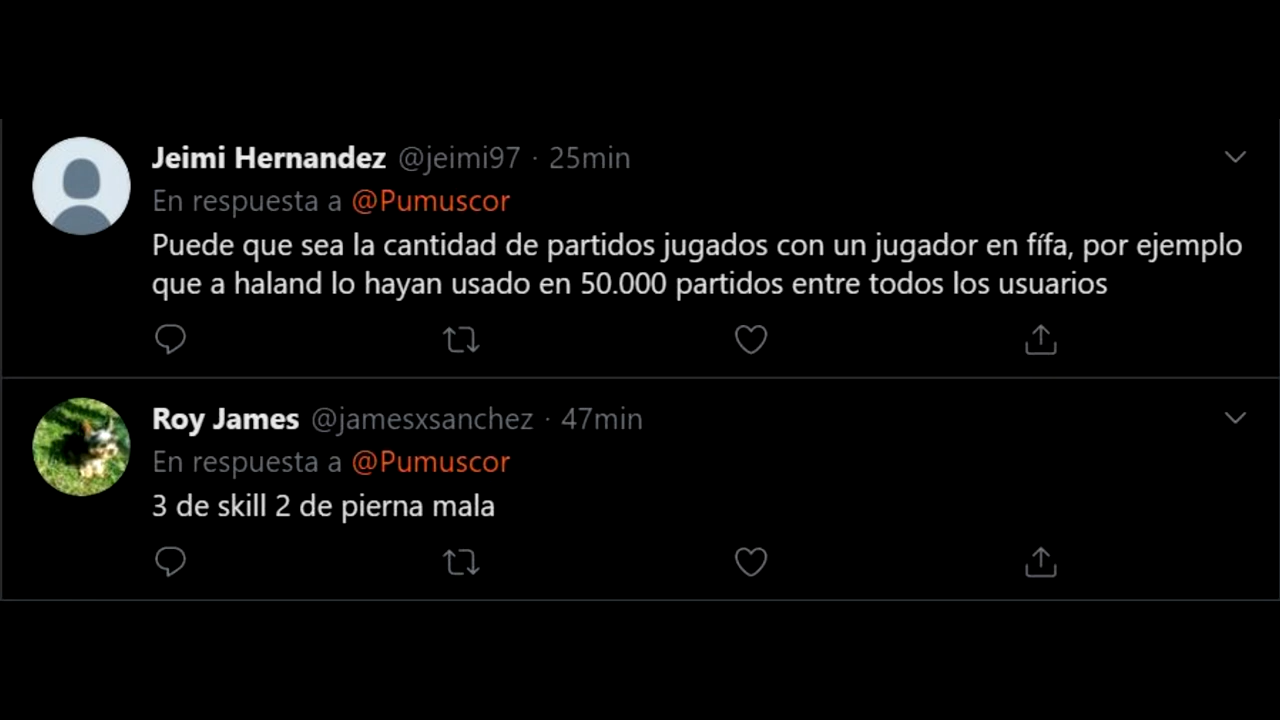 Jeimi Hernandez @jeimi97 · 25min
En respuesta a @Pumuscor
Puede que sea la cantidad de partidos jugados con un jugador en fífa, por ejemplo
que a haland lo hayan usado en 50.000 partidos entre todos los usuarios
Roy James @jamesxsanchez · 47min
En respuesta a @Pumuscor
3 de skill 2 de pierna mala